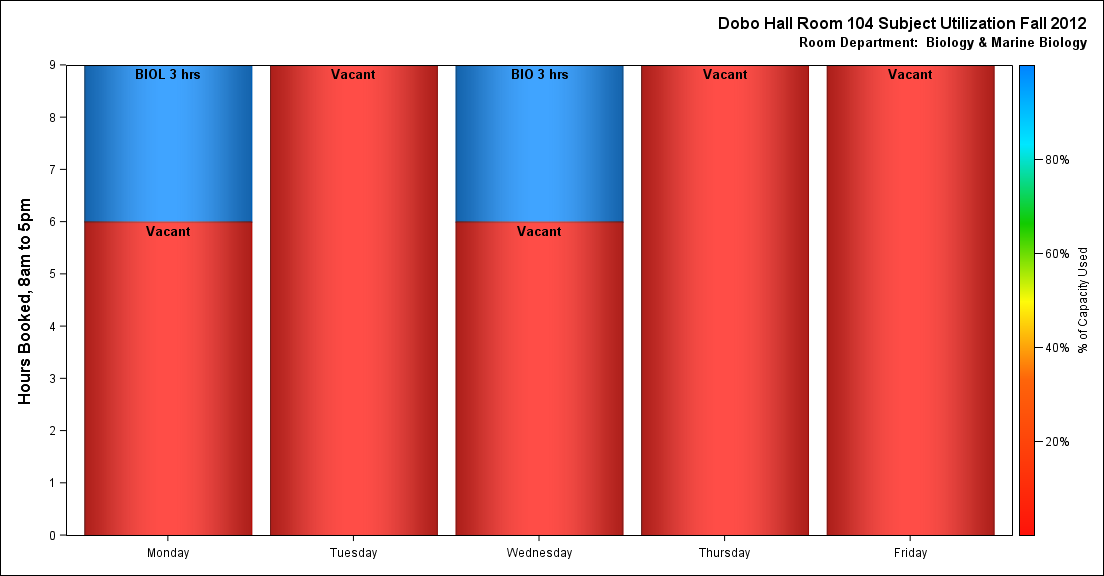 Dobo Hall Room 104 Subject Utilization Fall 2012
Room Department:  Biology & Marine Biology
Hours Booked, 8am to 5pm
9
8
7
6
5
4
3
2
1
0
BIOL 3 hrs
Vacant
BIO 3 hrs
Vacant
Vacant
Vacant
Vacant
Monday
Tuesday
Wednesday
Thursday
Friday
80%
60%
40%
20%
% of Capacity Used